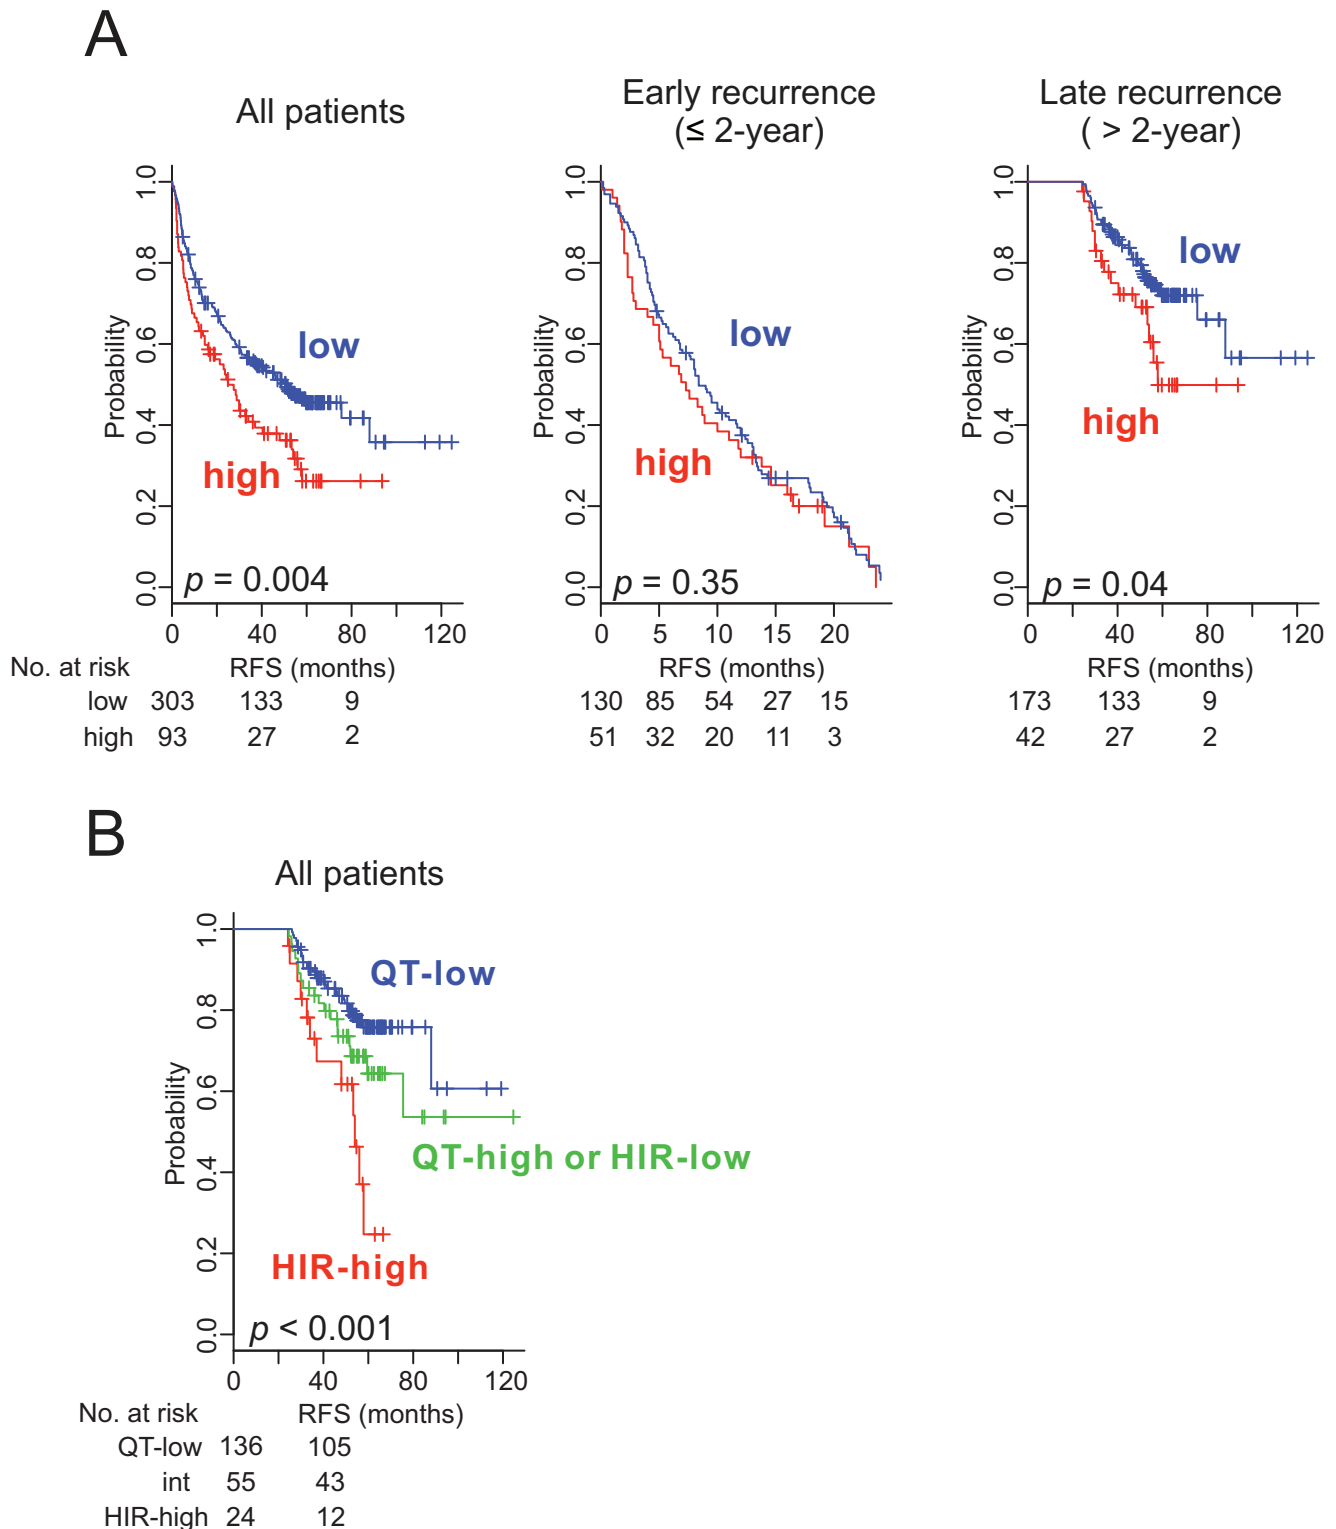 A
All patients
Early recurrence
(≤ 2-year)
Late recurrence
( > 2-year)
Probability
1.0
0.8
0.6
0.4
0.2
0.0
low
high
p = 0.004
0 40 80 120
RFS (months)
Probability
1.0
0.8
0.6
0.4
0.2
0.0
low
high
p = 0.35
0 5 10 15 20
RFS (months)
Probability
1.0
0.8
0.6
0.4
0.2
0.0
low
high
p = 0.04
0 40 80 120
RFS (months)
No. at risk
low 303 133 9
high 93 27 2
130 85 54 27 15
51 32 20 11 3
173 133 9
42 27 2
B
All patients
Probability
1.0
0.8
0.6
0.4
0.2
0.0
QT-low
QT-high or HIR-low
HIR-high
p < 0.001
0 40 80 120
No. at risk RFS (months)
QT-low 136 105
int 55 43
HIR-high 24 12